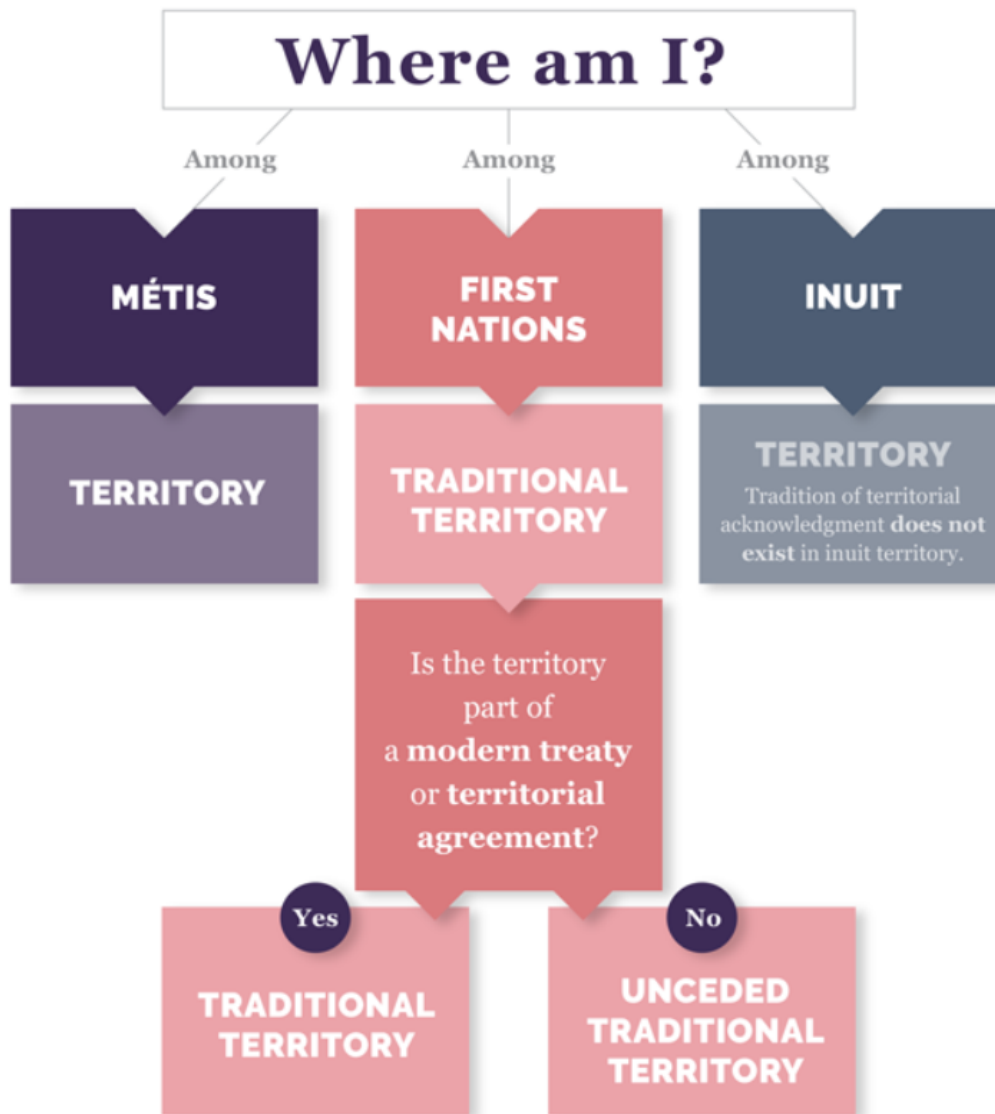 Where am I?
Among
Among
Among
MÉTIS
FIRST
NATIONS
INUIT
TERRITORY
TRADITIONAL
TERRITORY
TERRITORY
Tradition of territorial
acknowledgment does not
exist in inuit territory.
Is the territory
part of
a modern treaty
or territorial
agreement?
Yes
No
TRADITIONAL
TERRITORY
UNCEDED
TRADITIONAL
TERRITORY